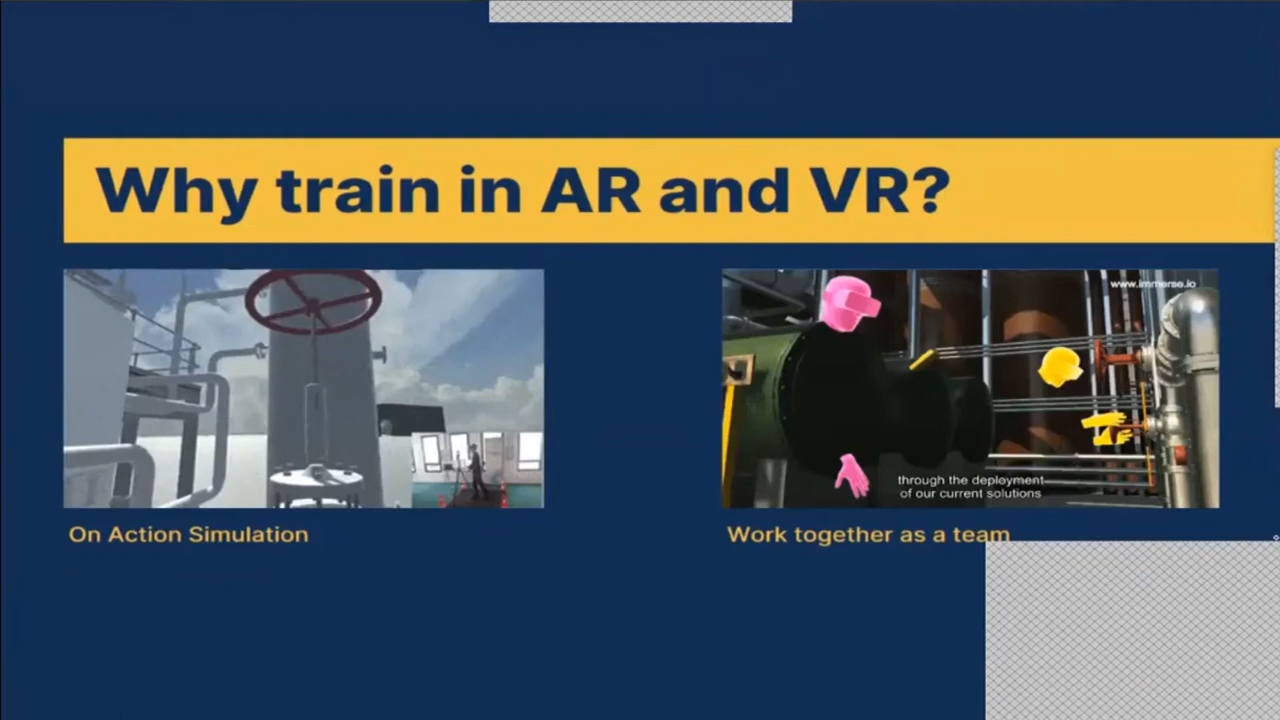 Why train in AR and VR?
www.immerse.io
through the deployment
of our current solutions
On Action Simulation
Work together as a team